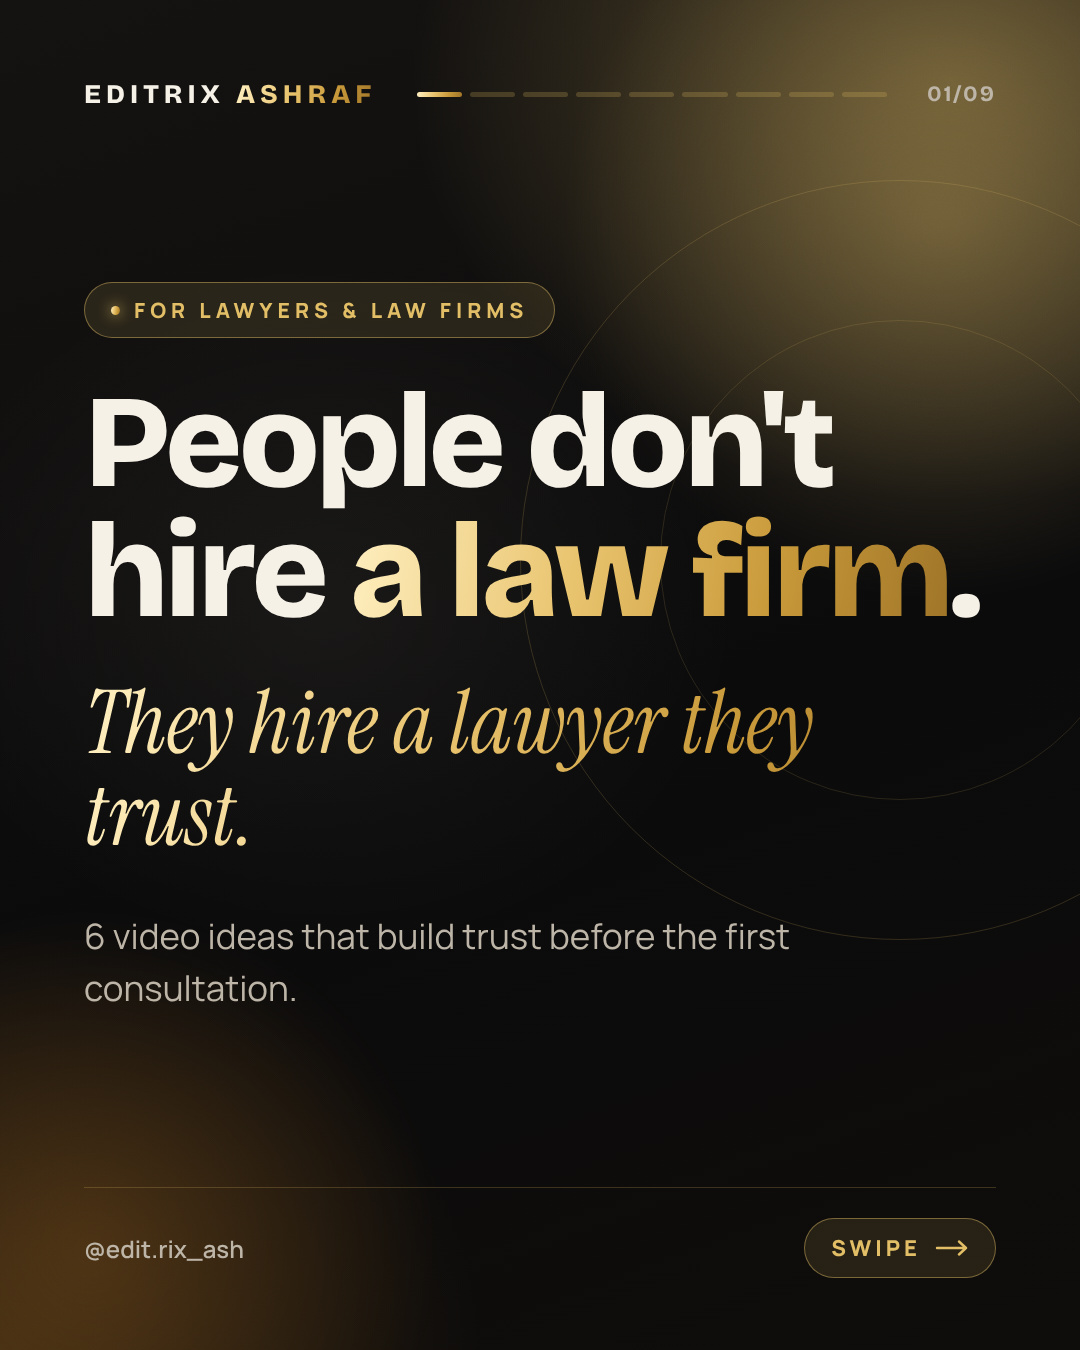 EDITRIX ASHRAF
01/09
FOR LAWYERS & LAW FIRMS
People don't
hire a law firm.
They hire a lawyer they
trust.
6 video ideas that build trust before the first
consultation.
@edit.rix_ash
SWIPE